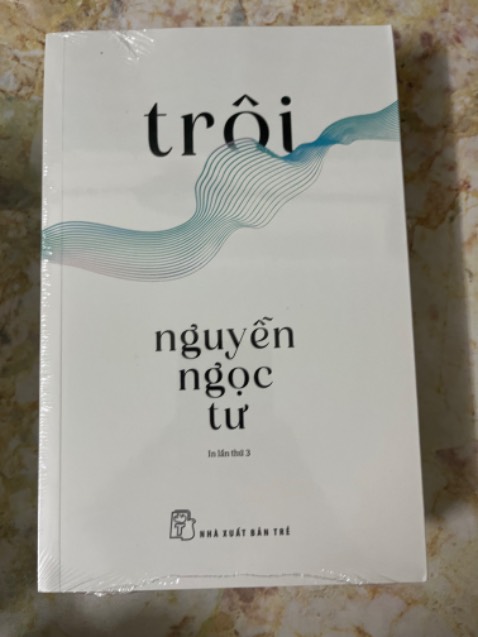 trôi
nguyễn
ngọc
tư
In lần thứ 3
NHÀ XUẤT BẢN TRẺ